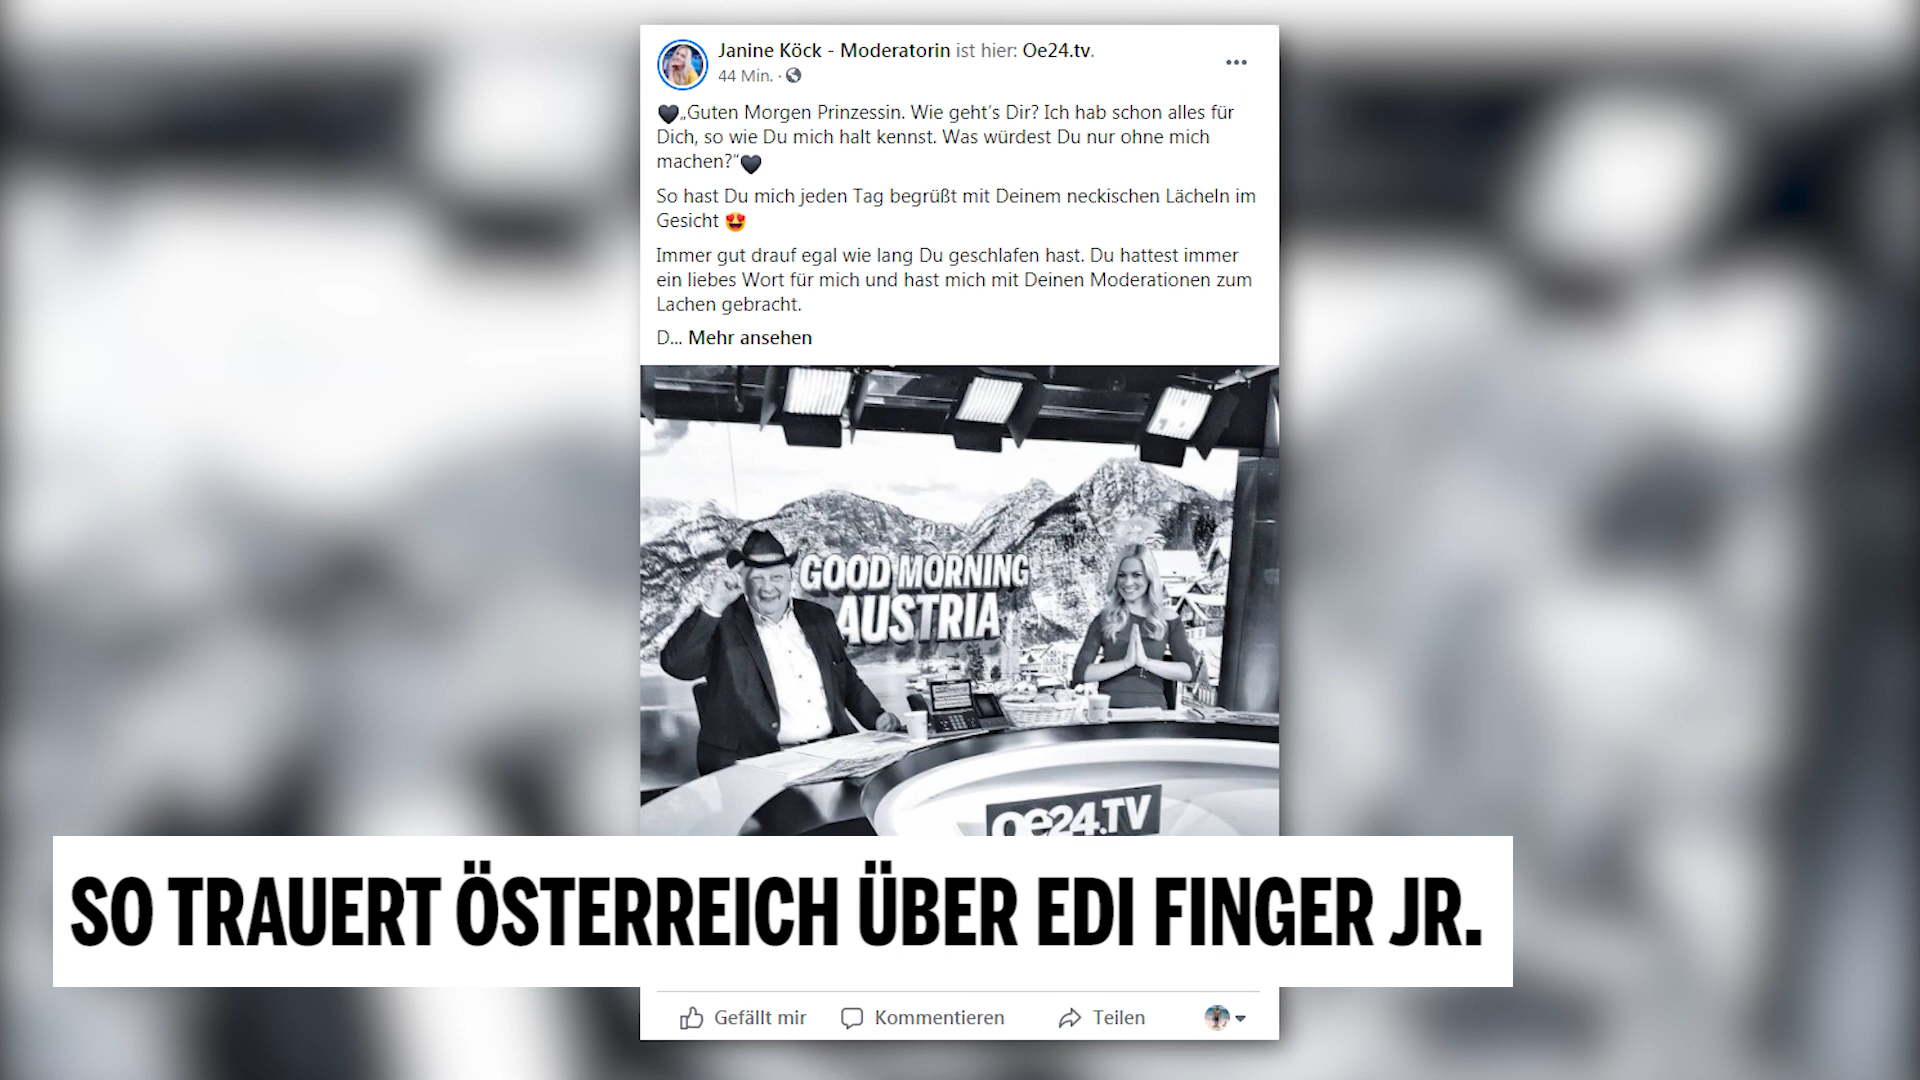 Janine Köck - Moderatorin ist hier: Oe24.tv.
44 Min. ·
🖤„Guten Morgen Prinzessin. Wie geht's Dir? Ich hab schon alles für
Dich, so wie Du mich halt kennst. Was würdest Du nur ohne mich
machen?“🖤
So hast Du mich jeden Tag begrüßt mit Deinem neckischen Lächeln im
Gesicht 😍
Immer gut drauf egal wie lang Du geschlafen hast. Du hattest immer
ein liebes Wort für mich und hast mich mit Deinen Moderationen zum
Lachen gebracht.
D... Mehr ansehen
GOOD MORNING
AUSTRIA
oe24.TV
SO TRAUERT ÖSTERREICH ÜBER EDI FINGER JR.
Gefällt mir Kommentieren Teilen